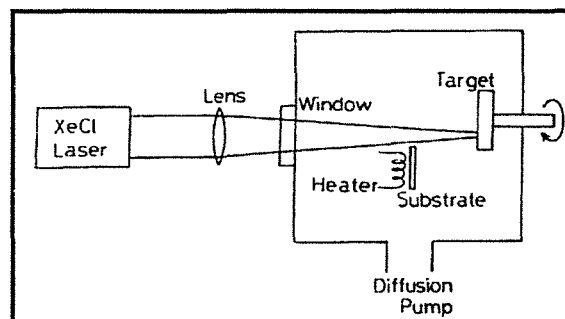 XeCl
Laser
Lens
Window
Target
Heater
Substrate
Diffusion
Pump